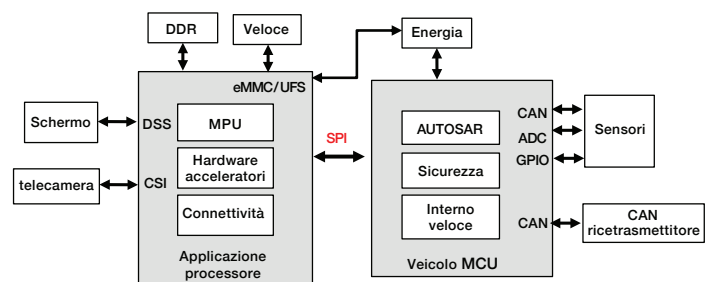 DDR
Veloce
Energia
eMMC/UFS
Schermo
DSS
MPU
SPI
AUTOSAR
CAN
ADC
GPIO
Sensori
Hardware
acceleratori
Sicurezza
telecamera
CSI
Connettività
Interno
veloce
CAN
CAN
ricetrasmettitore
Applicazione
processore
Veicolo MCU